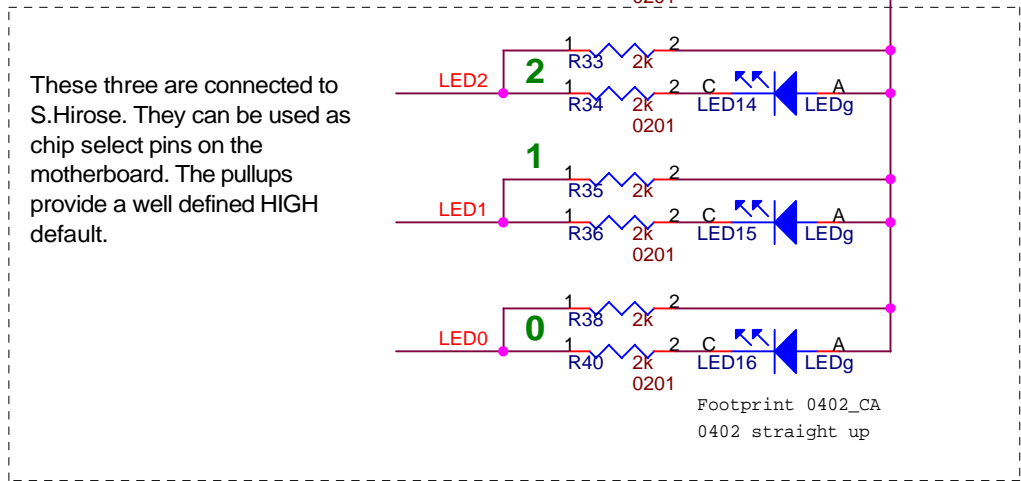 0201
These three are connected to
S.Hirose. They can be used as
chip select pins on the
motherboard. The pullups
provide a well defined HIGH
default.
1 2
R33 2k
LED2 2
1 2 C A
R34 2k LED14 LEDg
0201
1
1 2
R35 2k
LED1
1 2 C A
R36 2k LED15 LEDg
0201
1 2
R38 2k
LED0 0
1 2 C A
R40 2k LED16 LEDg
0201
Footprint 0402_CA
0402 straight up